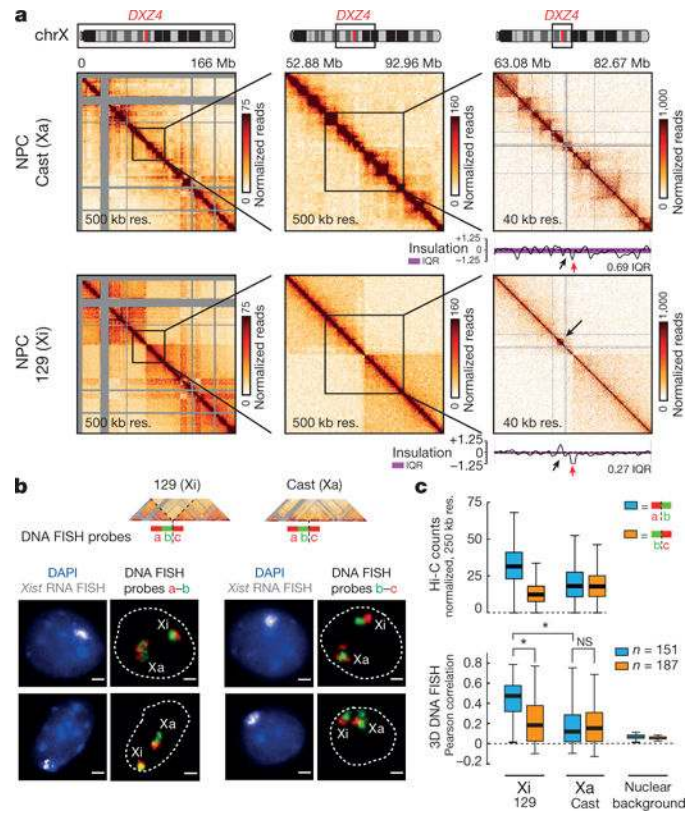 a
DXZ4
DXZ4
DXZ4
chrX
0 166 Mb
52.88 Mb 92.96 Mb
63.08 Mb 82.67 Mb
NPC
Cast (Xa)
500 kb res.
0 75
Normalized reads
500 kb res.
0 160
Normalized reads
40 kb res.
0 1,000
Normalized reads
Insulation
IQR
+1.25
0
−1.25
0.69 IQR
NPC
129 (Xi)
500 kb res.
0 75
Normalized reads
500 kb res.
0 160
Normalized reads
40 kb res.
0 1,000
Normalized reads
Insulation
IQR
+1.25
0
−1.25
0.27 IQR
b
129 (Xi) Cast (Xa)
DNA FISH probes
a b c
a b c
DAPI
Xist RNA FISH
DNA FISH
probes a–b
DAPI
Xist RNA FISH
DNA FISH
probes b–c
Xi
Xa
Xi
Xa
Xa
Xi
Xi
Xa
c
Hi-C counts
normalized, 250 kb res.
75
50
25
0
= a b
= b c
3D DNA FISH
Pearson correlation
0.8
0.6
0.4
0.2
0
−0.2
*
*
NS
n = 151
n = 187
Xi
129
Xa
Cast
Nuclear
background